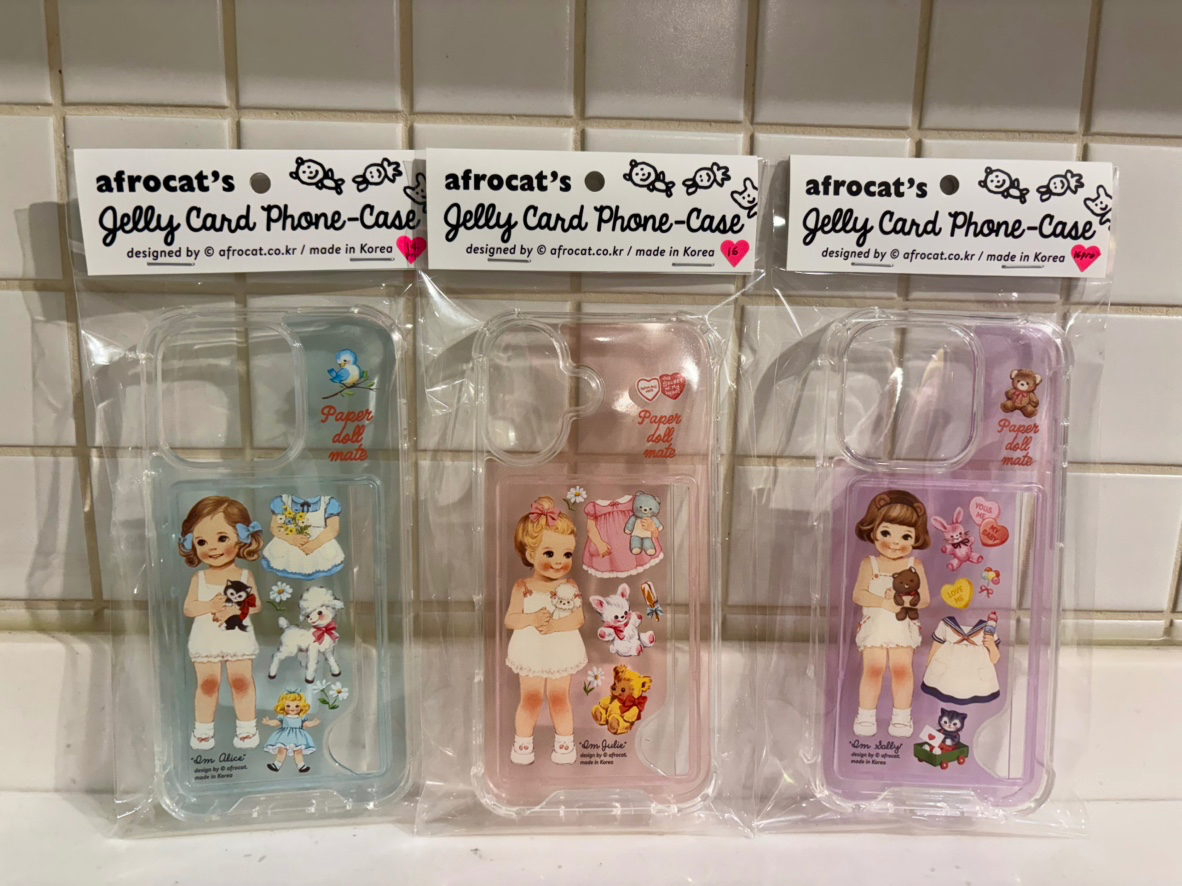 afrocat's
Jelly Card Phone-Case
designed by © afrocat.co.kr / made in Korea
Paper
doll
mate
"I'm Alice"
design by © afrocat.
made in Korea
afrocat's
Jelly Card Phone-Case
designed by © afrocat.co.kr / made in Korea
16
Paper
doll
mate
"I'm Julie"
design by © afrocat.
made in Korea
afrocat's
Jelly Card Phone-Case
designed by © afrocat.co.kr / made in Korea
16pro
Paper
doll
mate
YOU&
ME
LOVE
ME
"I'm Sally"
design by © afrocat.
made in Korea